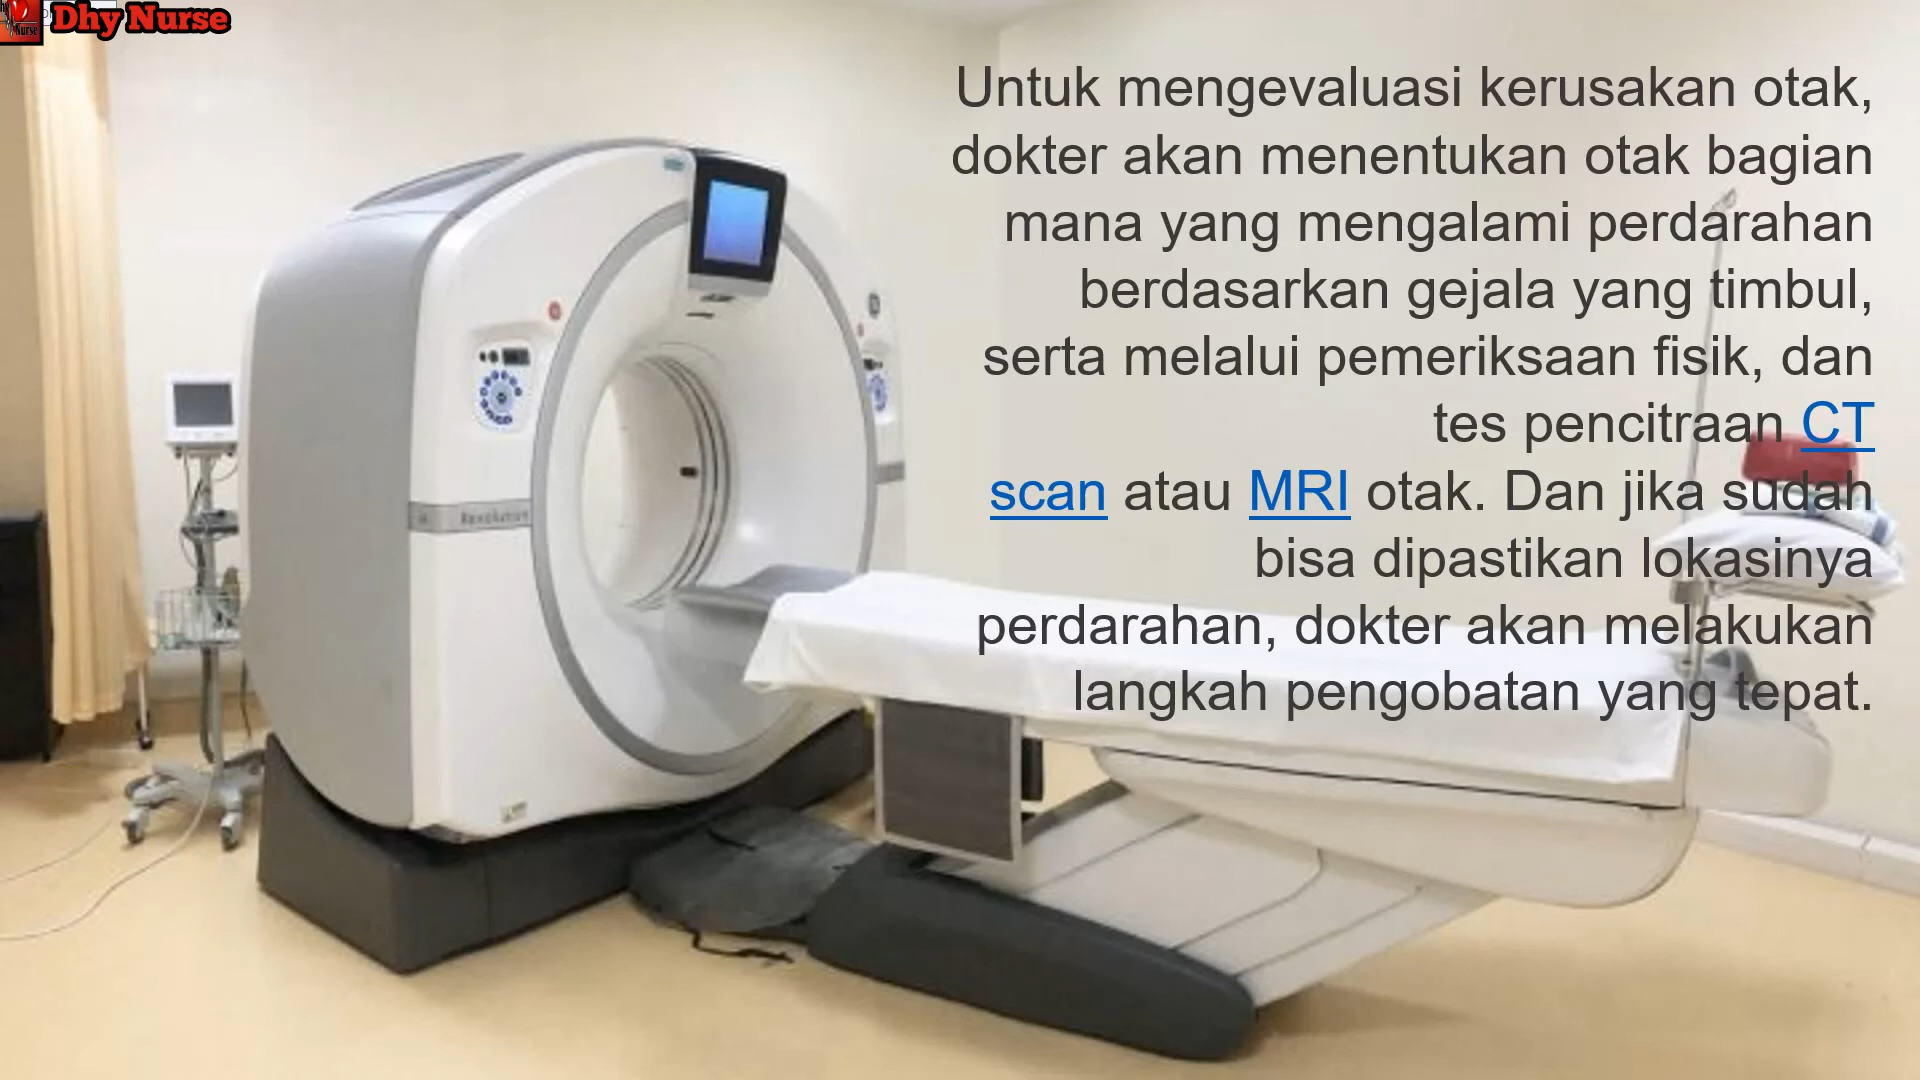 Dhy Nurse
Untuk mengevaluasi kerusakan otak,
dokter akan menentukan otak bagian
mana yang mengalami perdarahan
berdasarkan gejala yang timbul,
serta melalui pemeriksaan fisik, dan
tes pencitraan CT
scan atau MRI otak. Dan jika sudah
bisa dipastikan lokasinya
perdarahan, dokter akan melakukan
langkah pengobatan yang tepat.
Revolution